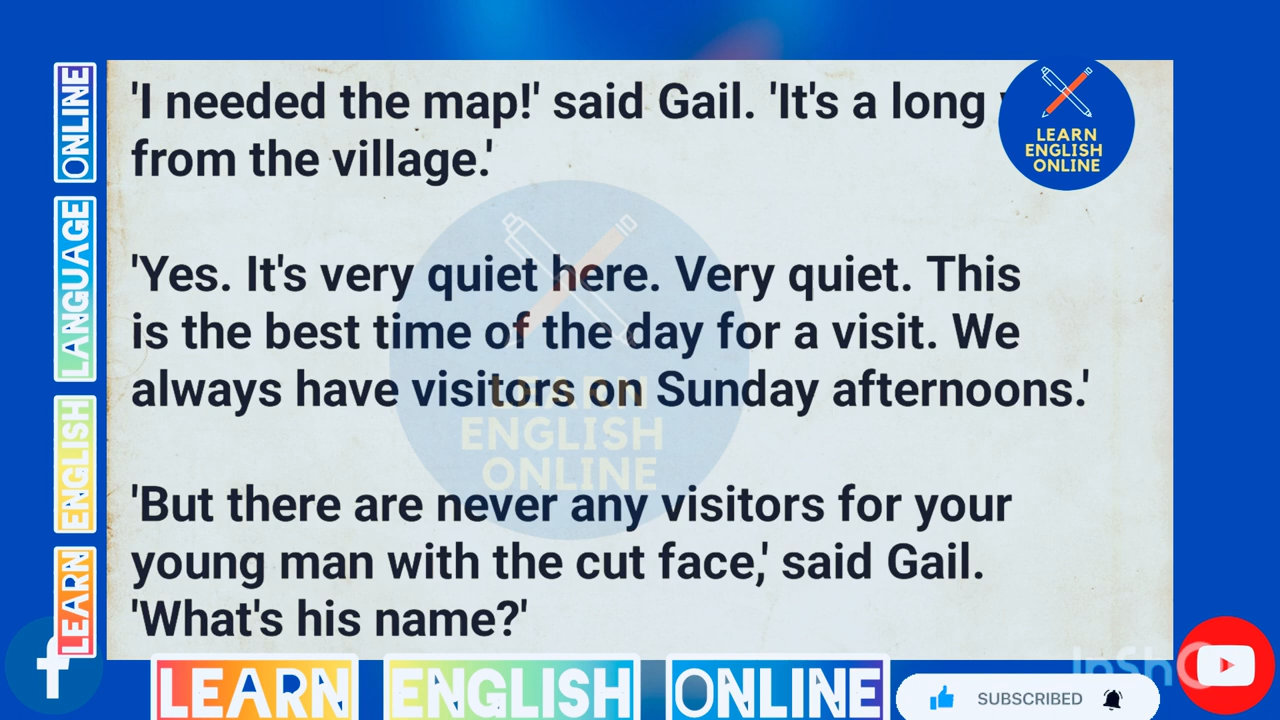 'I needed the map!' said Gail. 'It's a long
from the village.'
'Yes. It's very quiet here. Very quiet. This
is the best time of the day for a visit. We
always have visitors on Sunday afternoons.'
'But there are never any visitors for your
young man with the cut face,' said Gail.
'What's his name?'
LEARN
ENGLISH
ONLINE
LEARN
ENGLISH
ONLINE
LEARN ENGLISH LANGUAGE ONLINE
LEARN ENGLISH ONLINE
SUBSCRIBED